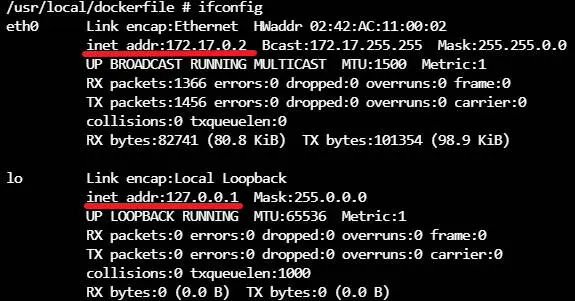 /usr/local/dockerfile # ifconfig
eth0 Link encap:Ethernet HWaddr 02:42:AC:11:00:02
inet addr:172.17.0.2 Bcast:172.17.255.255 Mask:255.255.0.0
UP BROADCAST RUNNING MULTICAST MTU:1500 Metric:1
RX packets:1366 errors:0 dropped:0 overruns:0 frame:0
TX packets:1456 errors:0 dropped:0 overruns:0 carrier:0
collisions:0 txqueuelen:0
RX bytes:82741 (80.8 KiB) TX bytes:101354 (98.9 KiB)
lo Link encap:Local Loopback
inet addr:127.0.0.1 Mask:255.0.0.0
UP LOOPBACK RUNNING MTU:65536 Metric:1
RX packets:0 errors:0 dropped:0 overruns:0 frame:0
TX packets:0 errors:0 dropped:0 overruns:0 carrier:0
collisions:0 txqueuelen:1000
RX bytes:0 (0.0 B) TX bytes:0 (0.0 B)